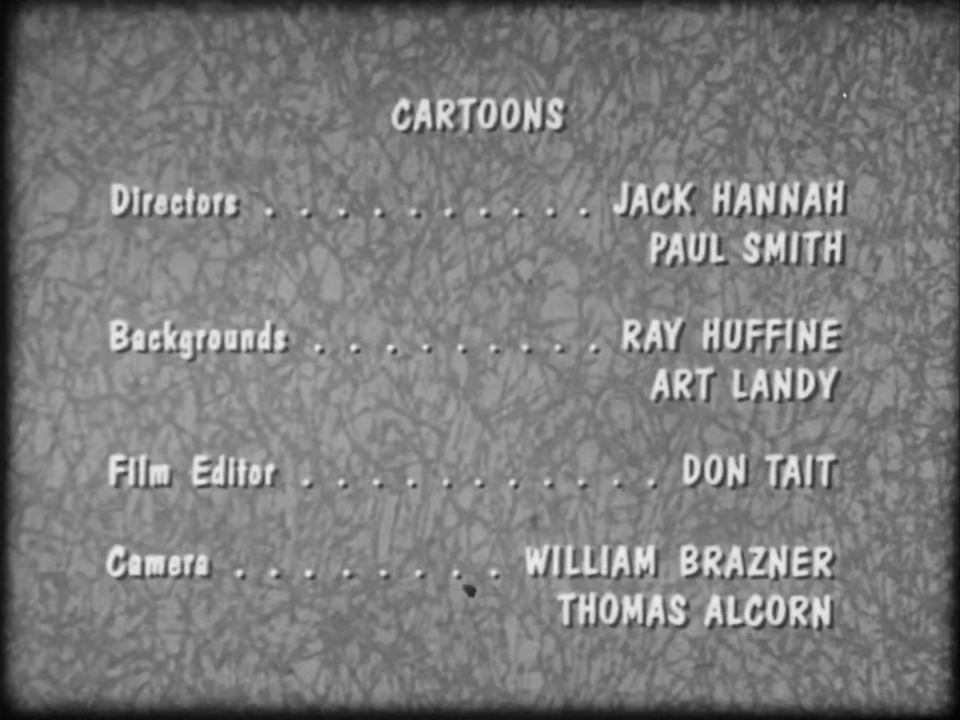 CARTOONS
Directors . . . . . . . . . . JACK HANNAH
PAUL SMITH
Backgrounds . . . . . . . . . RAY HUFFINE
ART LANDY
Film Editor . . . . . . . . . . . DON TAIT
Camera . . . . . . . . WILLIAM BRAZNER
THOMAS ALCORN